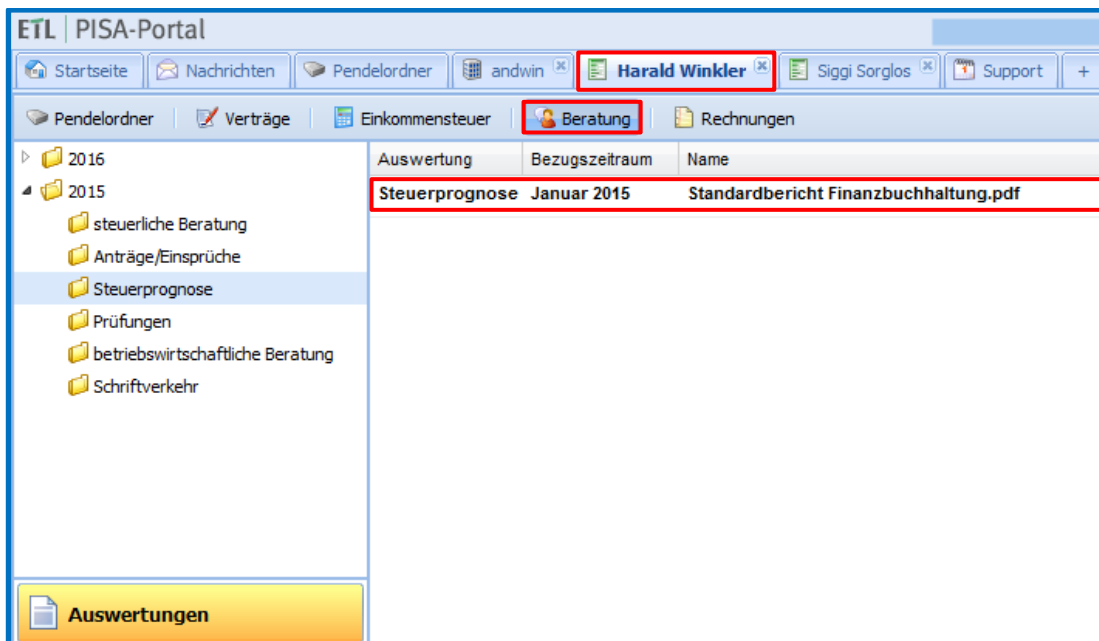 ETL | PISA-Portal
Startseite Nachrichten Pendelordner andwin Harald Winkler Siggi Sorglos Support +
Pendelordner Verträge Einkommensteuer Beratung Rechnungen
2016
Auswertung Bezugszeitraum Name
2015
Steuerprognose Januar 2015 Standardbericht Finanzbuchhaltung.pdf
steuerliche Beratung
Anträge/Einsprüche
Steuerprognose
Prüfungen
betriebswirtschaftliche Beratung
Schriftverkehr
Auswertungen